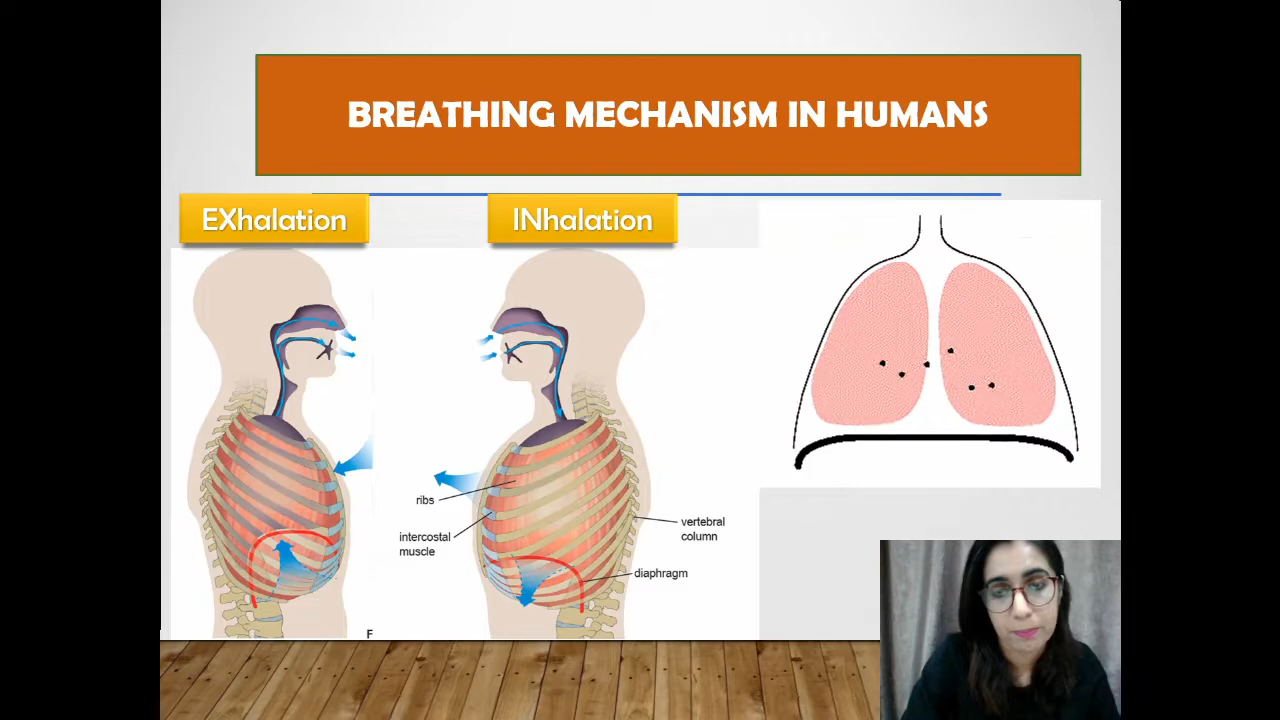 BREATHING MECHANISM IN HUMANS
EXhalation
INhalation
ribs
intercostal
muscle
vertebral
column
diaphragm
F